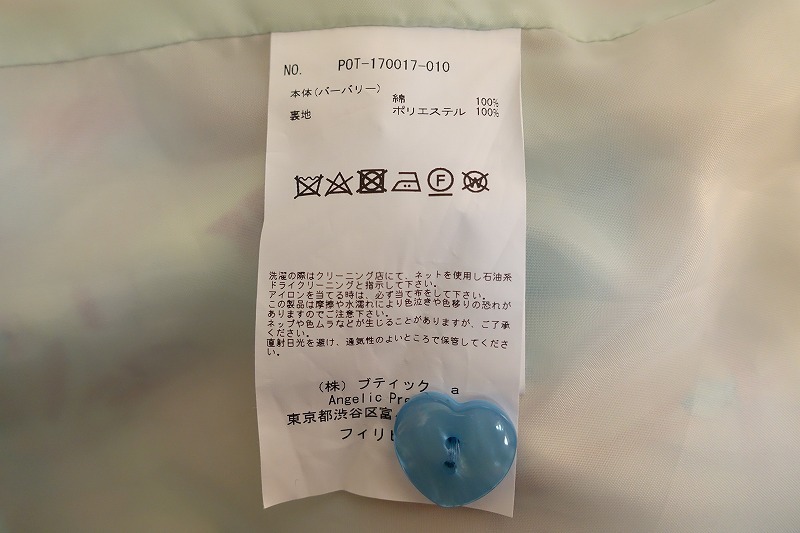 NO. POT-170017-010
本体(バーバリー) 綿 100%
裏地 ポリエステル 100%
F
W
洗濯の際はクリーニング店にて、ネットを使用し石油系
ドライクリーニングと指示して下さい。
アイロンを当てる時は、必ず当て布をして下さい。
この製品は摩擦や水濡れにより色泣きや色移りの恐れが
ありますのでご注意下さい。
ネップや色ムラなどが生じることがありますが、ご了承
ください。
直射日光を避け、通気性のよいところで保管してくださ
い。
(株) ブティック a
Angelic Pre
東京都渋谷区富
フィリ